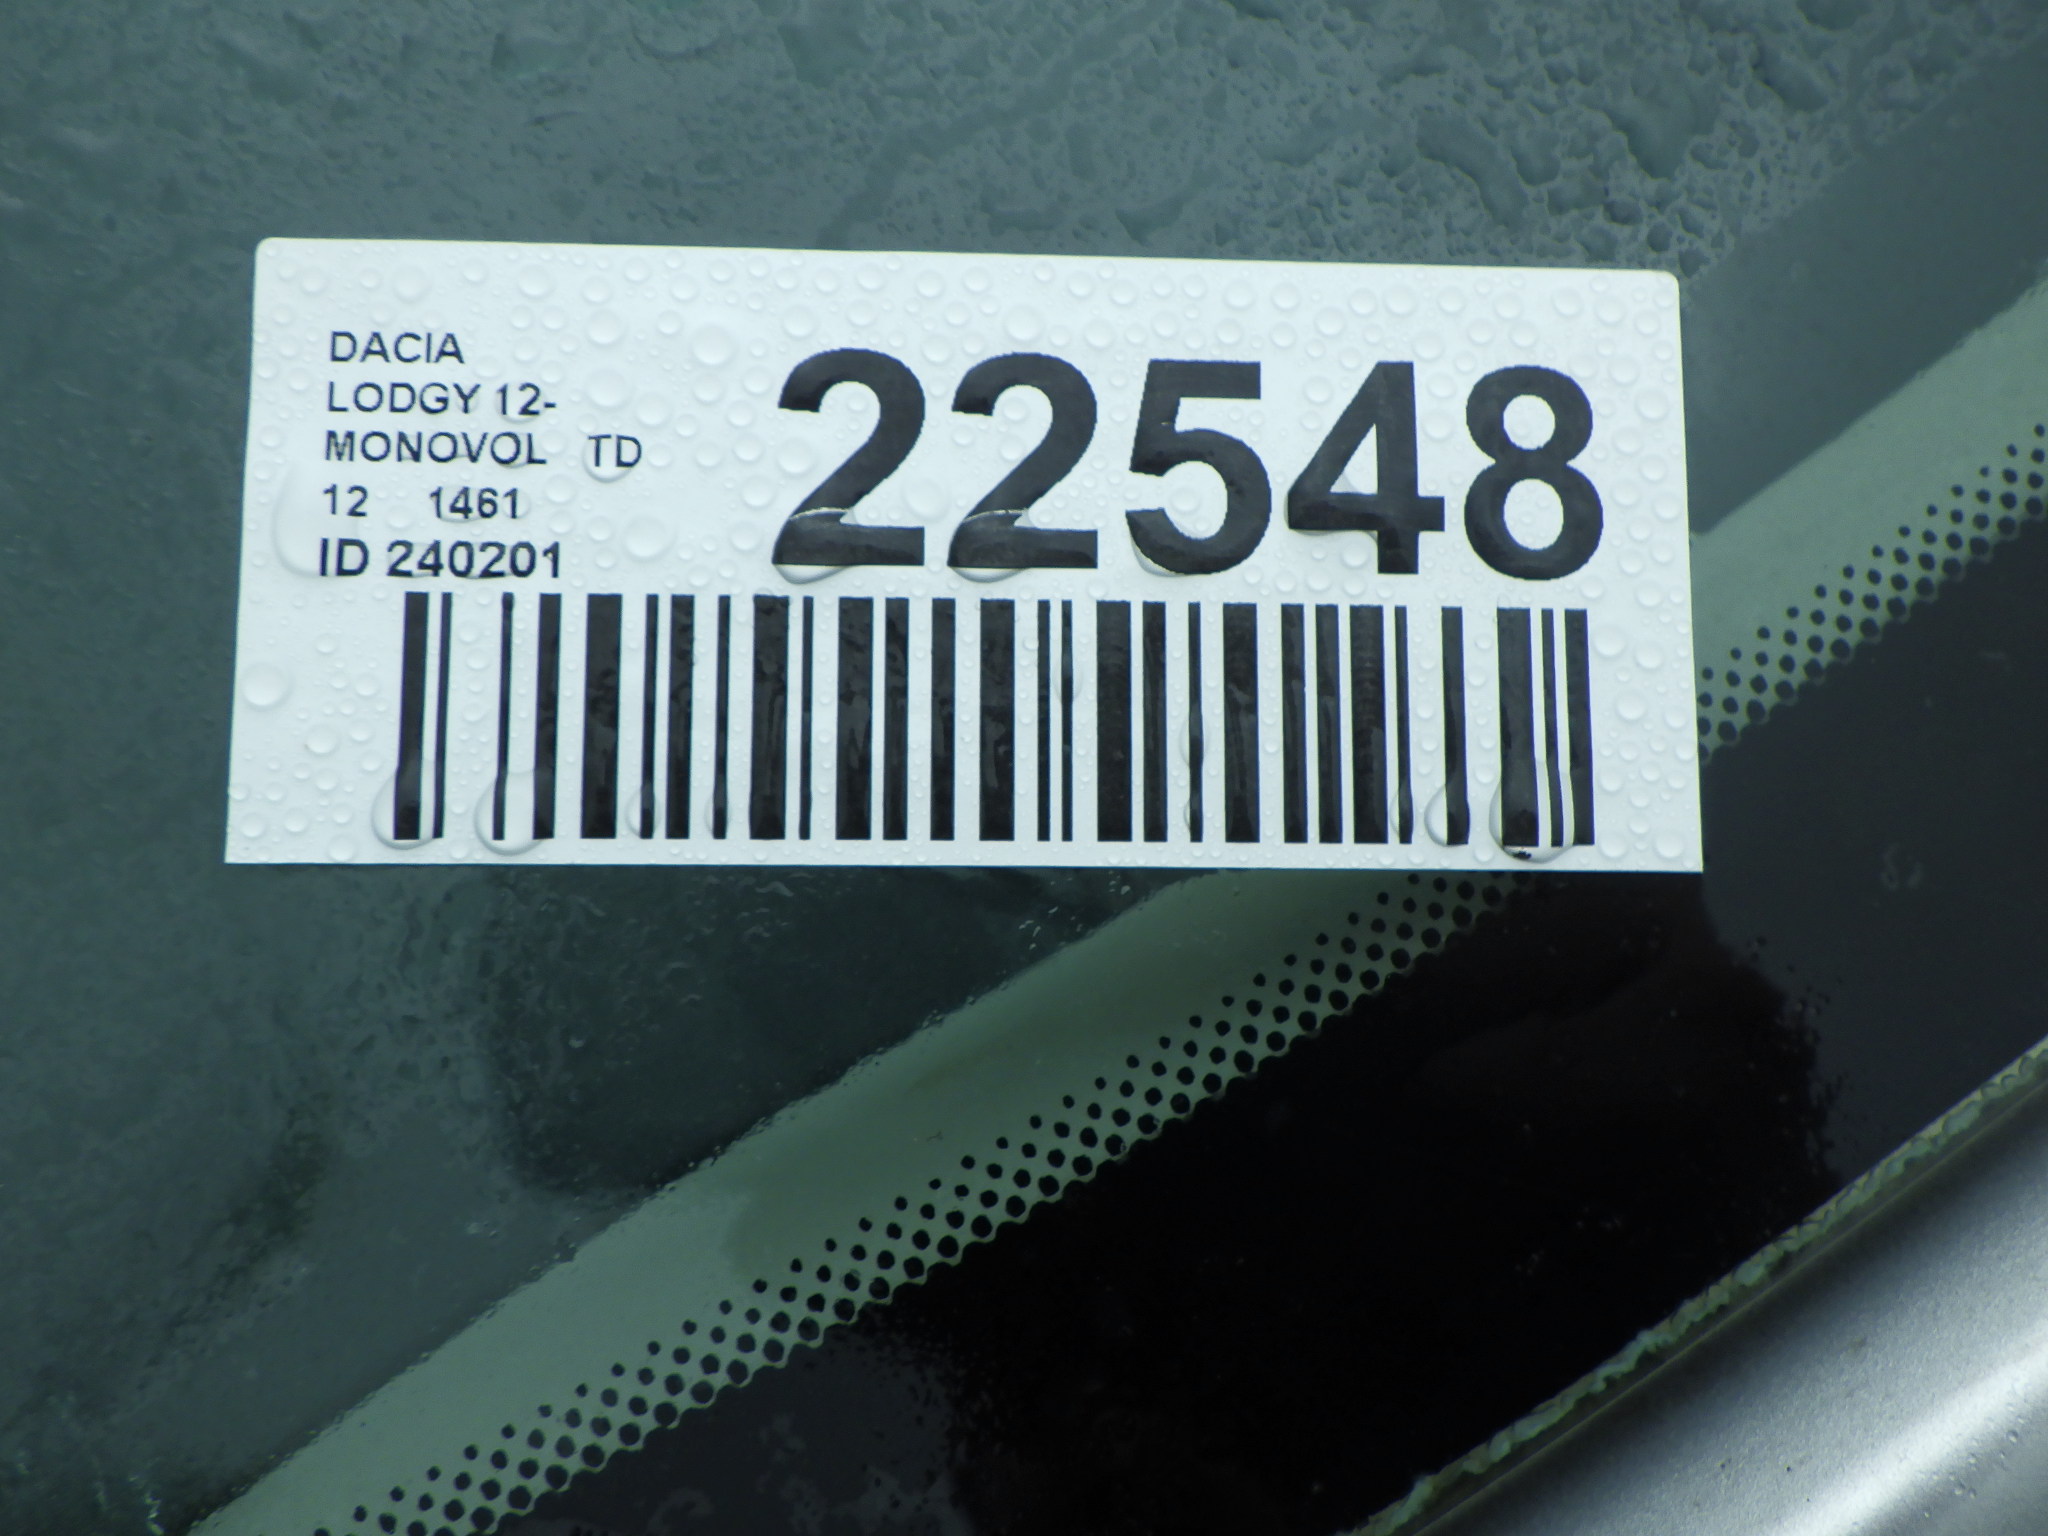 DACIA
LODGY 12-
MONOVOL TD
12 1461
ID 240201
22548